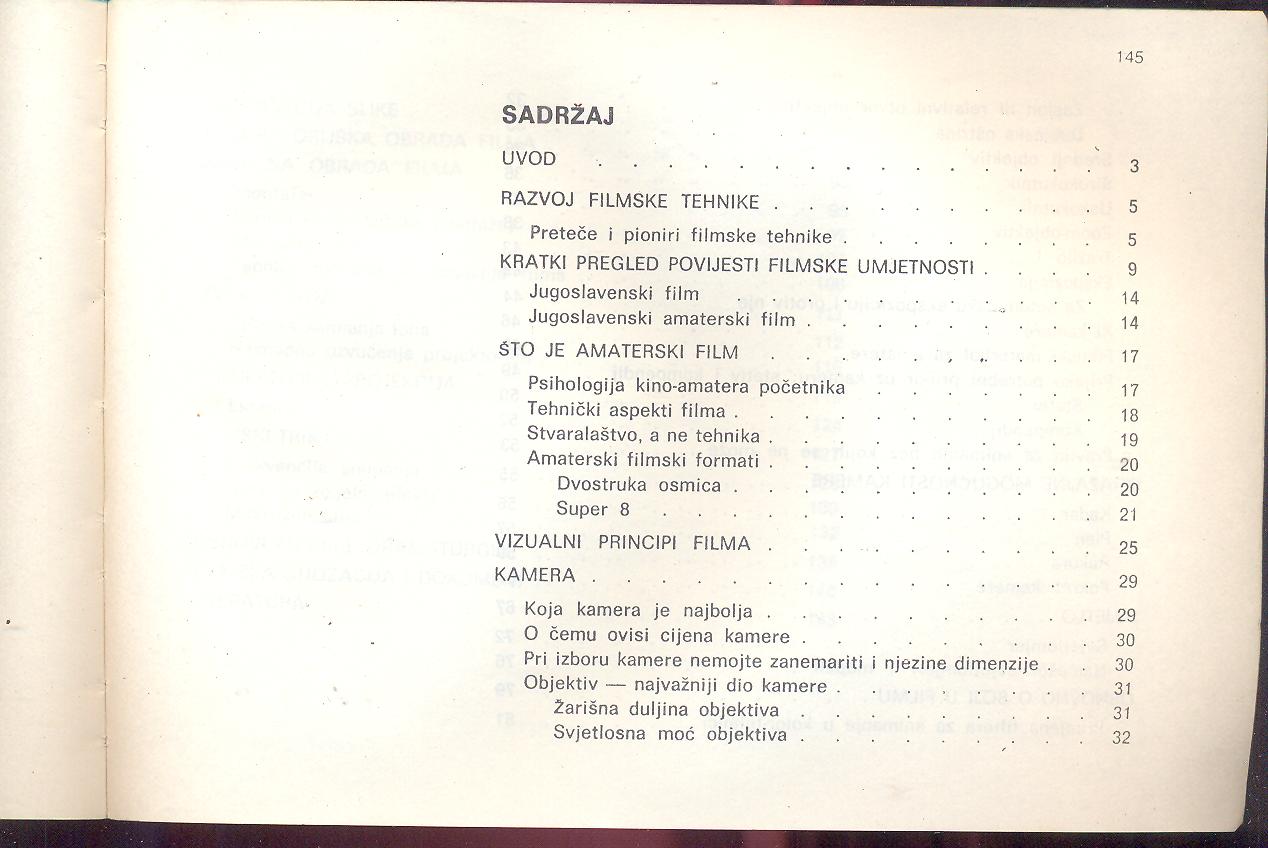 145
SADRŽAJ
UVOD . . . . . . . . . . . . . . 3
RAZVOJ FILMSKE TEHNIKE . . . . . . . . . 5
Preteče i pioniri filmske tehnike . . . . . . . 5
KRATKI PREGLED POVIJESTI FILMSKE UMJETNOSTI . . . . 9
Jugoslavenski film . . . . . . . . . . 14
Jugoslavenski amaterski film . . . . . . . . 14
ŠTO JE AMATERSKI FILM . . . . . . . . . 17
Psihologija kino-amatera početnika . . . . . . 17
Tehnički aspekti filma . . . . . . . . . . 18
Stvaralaštvo, a ne tehnika . . . . . . . . . 19
Amaterski filmski formati . . . . . . . . . 20
Dvostruka osmica . . . . . . . . . . 20
Super 8 . . . . . . . . . . . . 21
VIZUALNI PRINCIPI FILMA . . . . . . . . . 25
KAMERA . . . . . . . . . . . . . . 29
Koja kamera je najbolja . . . . . . . . . 29
O čemu ovisi cijena kamere . . . . . . . . 30
Pri izboru kamere nemojte zanemariti i njezine dimenzije . . 30
Objektiv — najvažniji dio kamere . . . . . . . 31
Žarišna duljina objektiva . . . . . . . . 31
Svjetlosna moć objektiva . . . . . . . . . 32